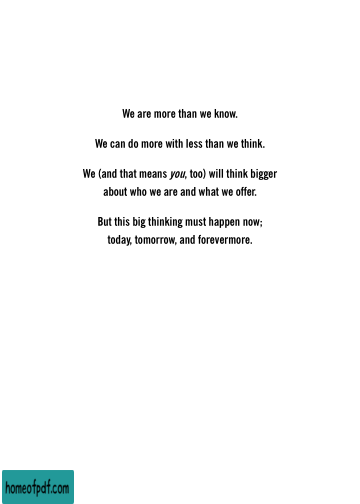 We are more than we know.
We can do more with less than we think.
We (and that means you, too) will think bigger
about who we are and what we offer.
But this big thinking must happen now;
today, tomorrow, and forevermore.
homeofpdf.com